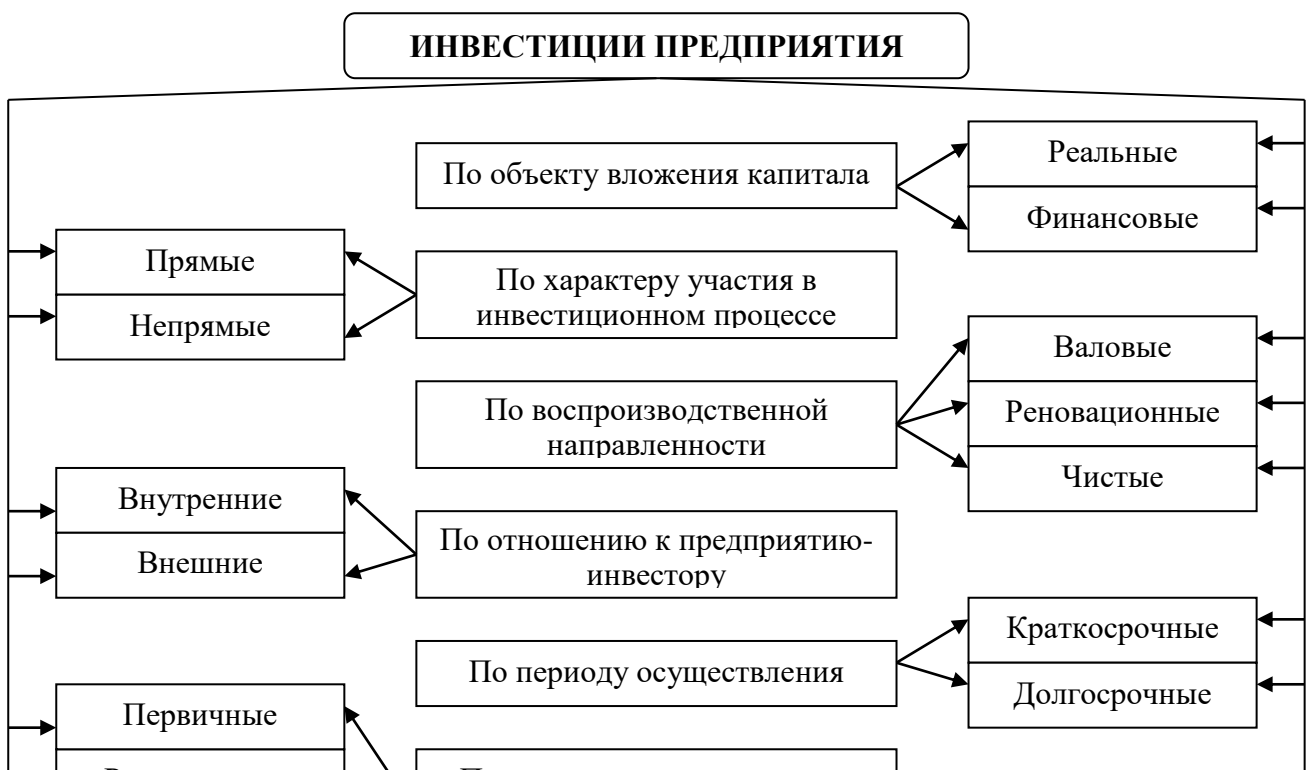 ИНВЕСТИЦИИ ПРЕДПРИЯТИЯ
По объекту вложения капитала
Реальные
Финансовые
Прямые
Непрямые
По характеру участия в
инвестиционном процессе
По воспроизводственной
направленности
Валовые
Реновационные
Чистые
Внутренние
Внешние
По отношению к предприятию-
инвестору
По периоду осуществления
Краткосрочные
Долгосрочные
Первичные